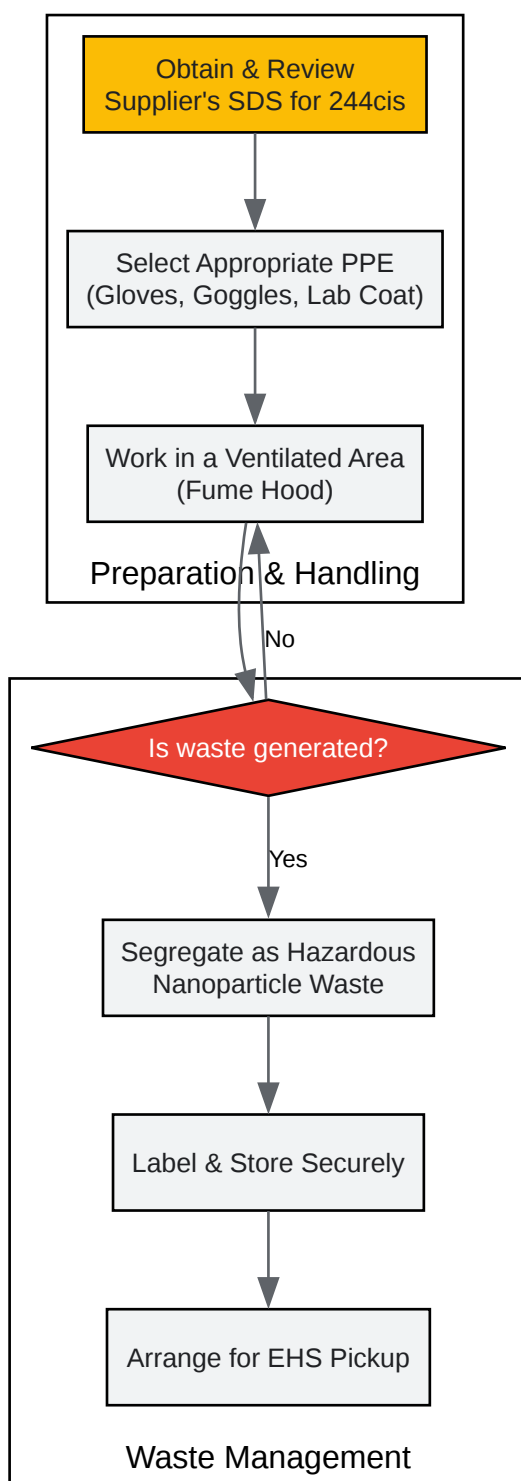 Obtain & Review
Supplier's SDS for 244cis
Select Appropriate PPE
(Gloves, Goggles, Lab Coat)
Work in a Ventilated Area
(Fume Hood)
Preparation & Handling
No
Is waste generated?
Yes
Segregate as Hazardous
Nanoparticle Waste
Label & Store Securely
Arrange for EHS Pickup
Waste Management